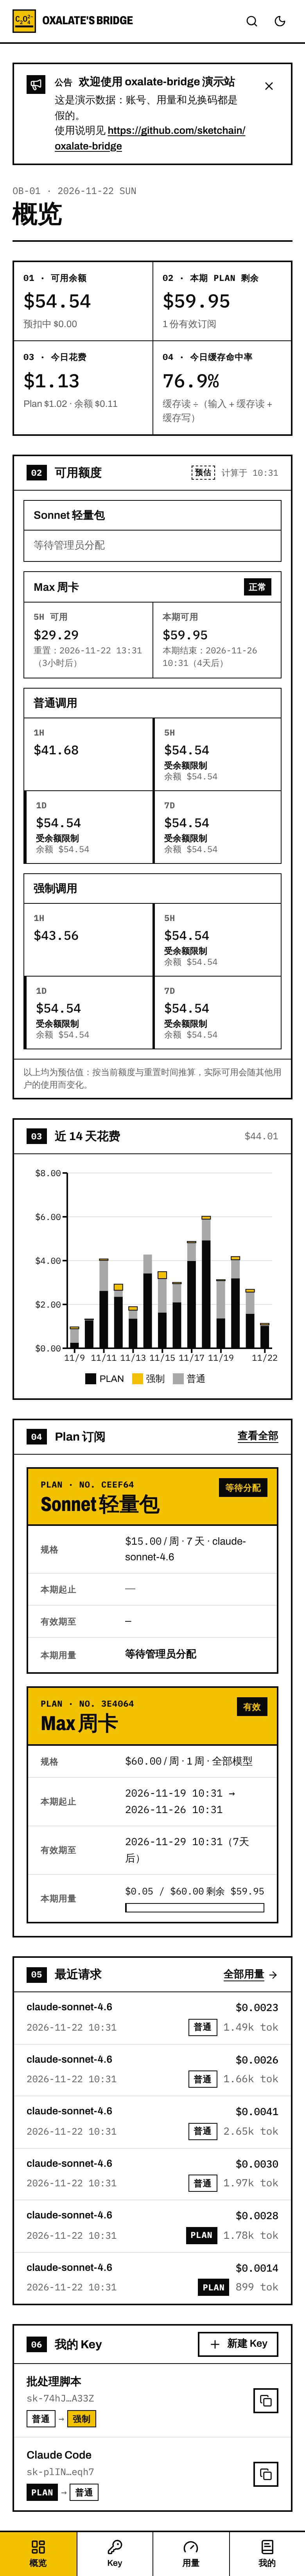 C₂O₄²⁻ OXALATE'S BRIDGE
公告 欢迎使用 oxalate-bridge 演示站
这是演示数据：账号、用量和兑换码都是
假的。
使用说明见 https://github.com/sketchain/
oxalate-bridge
OB-01 · 2026-11-22 SUN
概览
01 · 可用余额
$54.54
预扣中 $0.00
02 · 本期 PLAN 剩余
$59.95
1 份有效订阅
03 · 今日花费
$1.13
Plan $1.02 · 余额 $0.11
04 · 今日缓存命中率
76.9%
缓存读 ÷（输入 + 缓存读 +
缓存写）
02 可用额度 预估 计算于 10:31
Sonnet 轻量包
等待管理员分配
Max 周卡 正常
5H 可用
$29.29
重置：2026-11-22 13:31
（3小时后）
本期可用
$59.95
本期结束：2026-11-26
10:31（4天后）
普通调用
1H
$41.68
5H
$54.54
受余额限制
余额 $54.54
1D
$54.54
受余额限制
余额 $54.54
7D
$54.54
受余额限制
余额 $54.54
强制调用
1H
$43.56
5H
$54.54
受余额限制
余额 $54.54
1D
$54.54
受余额限制
余额 $54.54
7D
$54.54
受余额限制
余额 $54.54
以上均为预估值：按当前额度与重置时间推算，实际可用会随其他用
户的使用而变化。
03 近 14 天花费 $44.01
$8.00
$6.00
$4.00
$2.00
$0.00
11/9 11/11 11/13 11/15 11/17 11/19 11/22
PLAN 强制 普通
04 Plan 订阅 查看全部
PLAN · NO. CEEF64
Sonnet 轻量包 等待分配
规格 $15.00 / 周 · 7 天 · claude-
sonnet-4.6
本期起止 —
有效期至 —
本期用量 等待管理员分配
PLAN · NO. 3E4064
Max 周卡 有效
规格 $60.00 / 周 · 1 周 · 全部模型
本期起止 2026-11-19 10:31 →
2026-11-26 10:31
有效期至 2026-11-29 10:31（7天
后）
本期用量 $0.05 / $60.00 剩余 $59.95
05 最近请求 全部用量 →
claude-sonnet-4.6 $0.0023
2026-11-22 10:31 普通 1.49k tok
claude-sonnet-4.6 $0.0026
2026-11-22 10:31 普通 1.66k tok
claude-sonnet-4.6 $0.0041
2026-11-22 10:31 普通 2.65k tok
claude-sonnet-4.6 $0.0030
2026-11-22 10:31 普通 1.97k tok
claude-sonnet-4.6 $0.0028
2026-11-22 10:31 PLAN 1.78k tok
claude-sonnet-4.6 $0.0014
2026-11-22 10:31 PLAN 899 tok
06 我的 Key + 新建 Key
批处理脚本
sk-74hJ…A33Z
普通 → 强制
Claude Code
sk-plIN…eqh7
PLAN → 普通
概览 Key 用量 我的